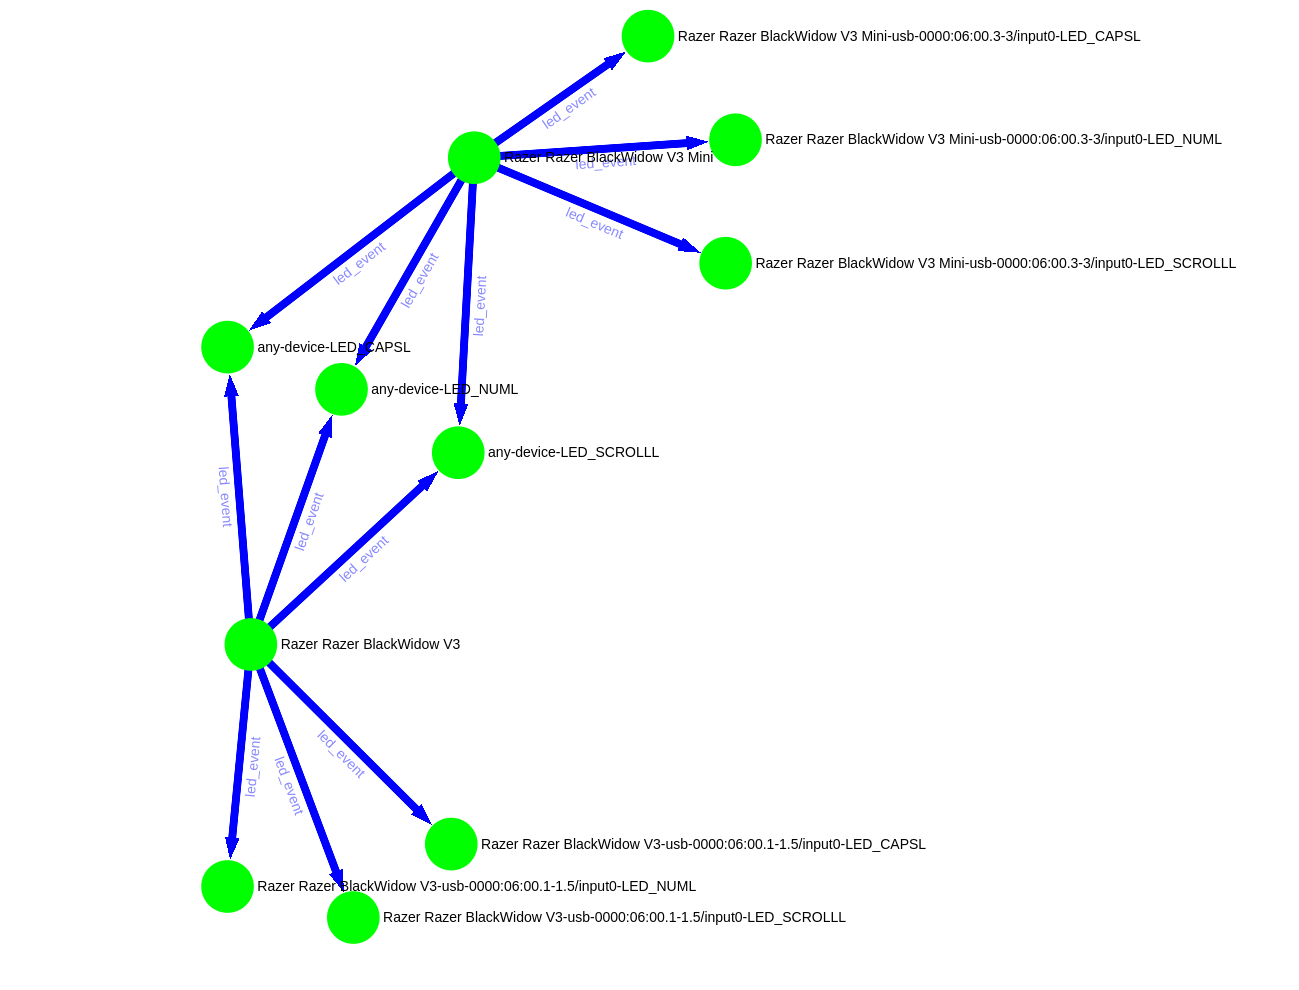 Razer Razer BlackWidow V3 Mini-usb-0000:06:00.3-3/input0-LED_CAPSL
led_event
Razer Razer BlackWidow V3 Mini-usb-0000:06:00.3-3/input0-LED_NUML
Razer Razer BlackWidow V3 Mini
led_event
led_event
Razer Razer BlackWidow V3 Mini-usb-0000:06:00.3-3/input0-LED_SCROLLL
led_event
led_event
led_event
any-device-LED_CAPSL
any-device-LED_NUML
any-device-LED_SCROLLL
led_event
led_event
led_event
Razer Razer BlackWidow V3
led_event
led_event
led_event
Razer Razer BlackWidow V3-usb-0000:06:00.1-1.5/input0-LED_CAPSL
Razer Razer BlackWidow V3-usb-0000:06:00.1-1.5/input0-LED_NUML
Razer Razer BlackWidow V3-usb-0000:06:00.1-1.5/input0-LED_SCROLLL